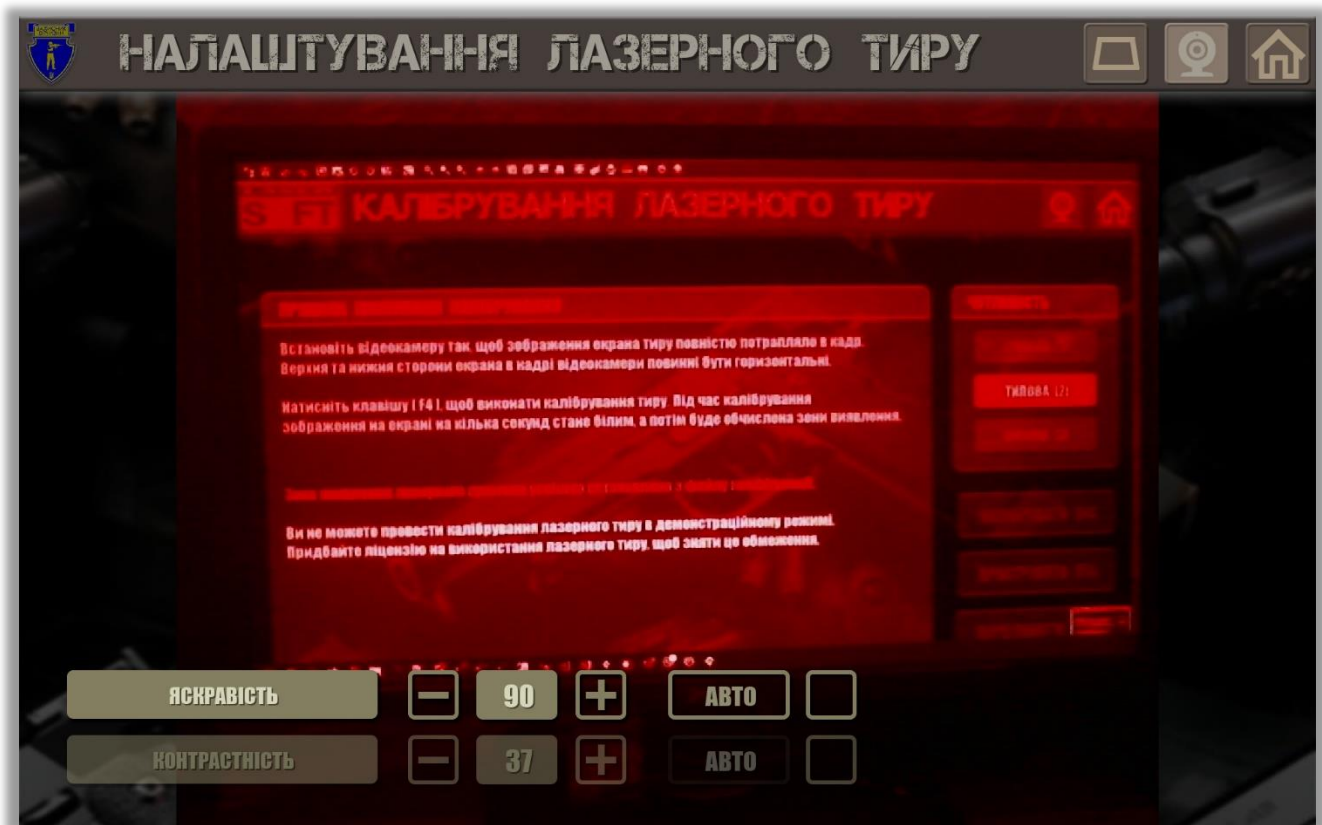 НАЛАШТУВАННЯ ЛАЗЕРНОГО ТИРУ
КАЛІБРУВАННЯ ЛАЗЕРНОГО ТИРУ
Встановіть відеокамеру так, щоб зображення екрана тиру повністю потрапляло в кадр.
Верхня та нижня сторони екрана в кадрі відеокамери повинні бути горизонтальні.
Натисніть клавішу [F4], щоб виконати калібрування тиру. Під час калібрування
зображення на екрані на кілька секунд стане білим, а потім буде обчислена зони виявлення.
ТИПОВА (2)
Ви не можете провести калібрування лазерного тиру в демонстраційному режимі.
Придбайте ліцензію на використання лазерного тиру, щоб зняти це обмеження.
ЯСКРАВІСТЬ 90 АВТО
КОНТРАСТНІСТЬ 37 АВТО